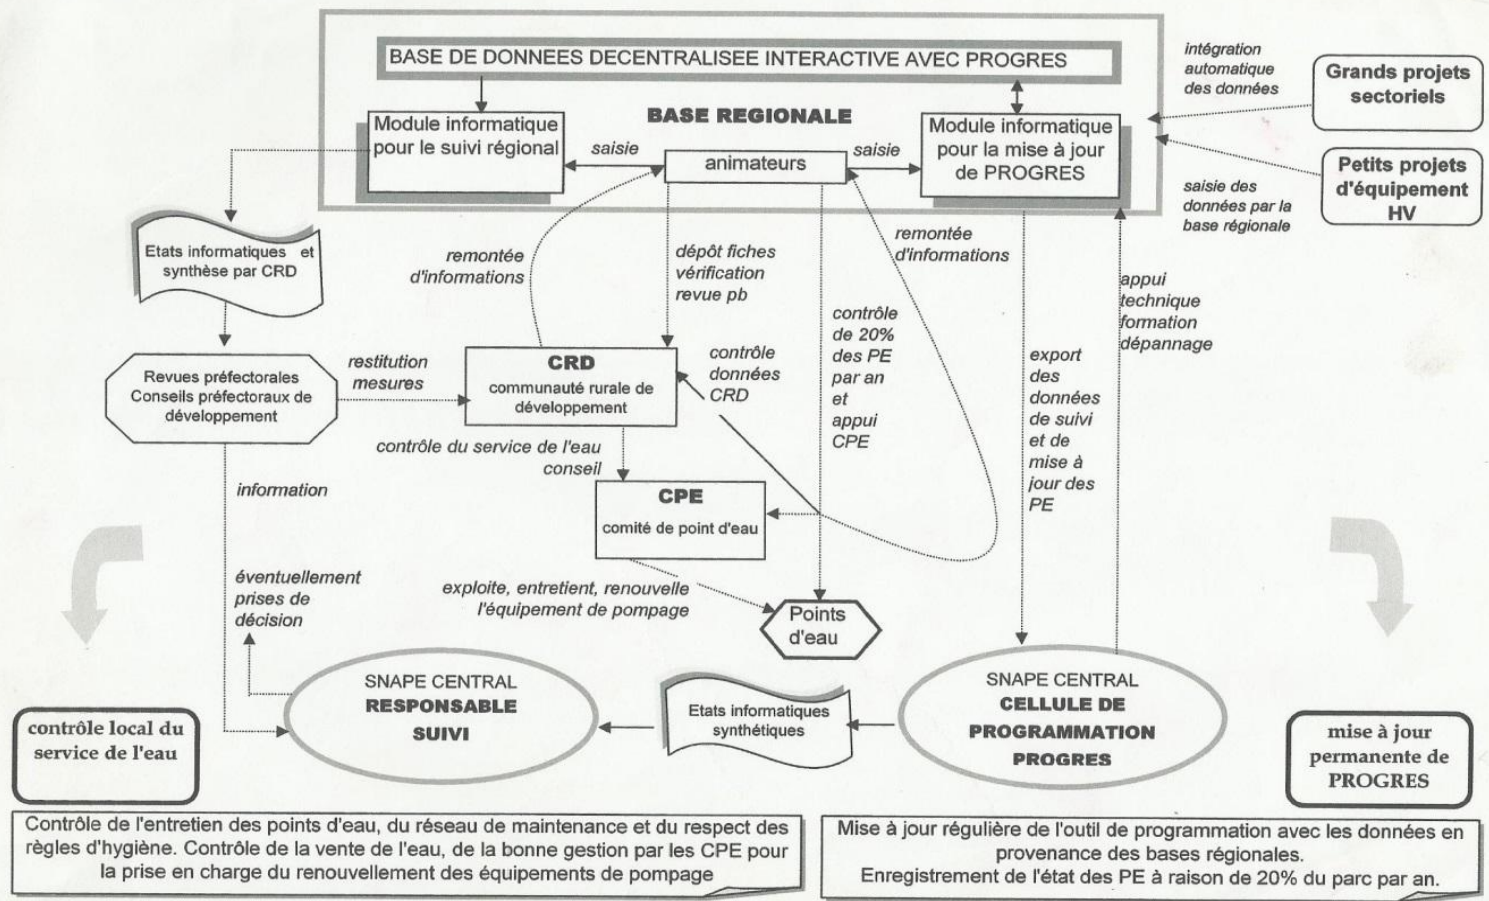 BASE DE DONNEES DECENTRALISEE INTERACTIVE AVEC PROGRES
BASE REGIONALE
Module informatique
pour le suivi régional
saisie
animateurs
saisie
Module informatique
pour la mise à jour
de PROGRES
intégration
automatique
des données
Grands projets
sectoriels
Petits projets
d'équipement
HV
saisie des
données par la
base régionale
Etats informatiques et
synthèse par CRD
remontée
d'informations
dépôt fiches
vérification
revue pb
remontée
d'informations
contrôle
de 20%
des PE
par an
et
appui
CPE
appui
technique
formation
dépannage
export
des
données
de suivi
et de
mise à
jour des
PE
Revues préfectorales
Conseils préfectoraux de
développement
restitution
mesures
CRD
communauté rurale de
développement
contrôle
données
CRD
contrôle du service de l'eau
conseil
information
CPE
comité de point d'eau
éventuellement
prises de
décision
exploite, entretient, renouvelle
l'équipement de pompage
Points
d'eau
SNAPE CENTRAL
RESPONSABLE
SUIVI
Etats informatiques
synthétiques
SNAPE CENTRAL
CELLULE DE
PROGRAMMATION
PROGRES
contrôle local du
service de l'eau
mise à jour
permanente de
PROGRES
Contrôle de l'entretien des points d'eau, du réseau de maintenance et du respect des
règles d'hygiène. Contrôle de la vente de l'eau, de la bonne gestion par les CPE pour
la prise en charge du renouvellement des équipements de pompage
Mise à jour régulière de l'outil de programmation avec les données en
provenance des bases régionales.
Enregistrement de l'état des PE à raison de 20% du parc par an.